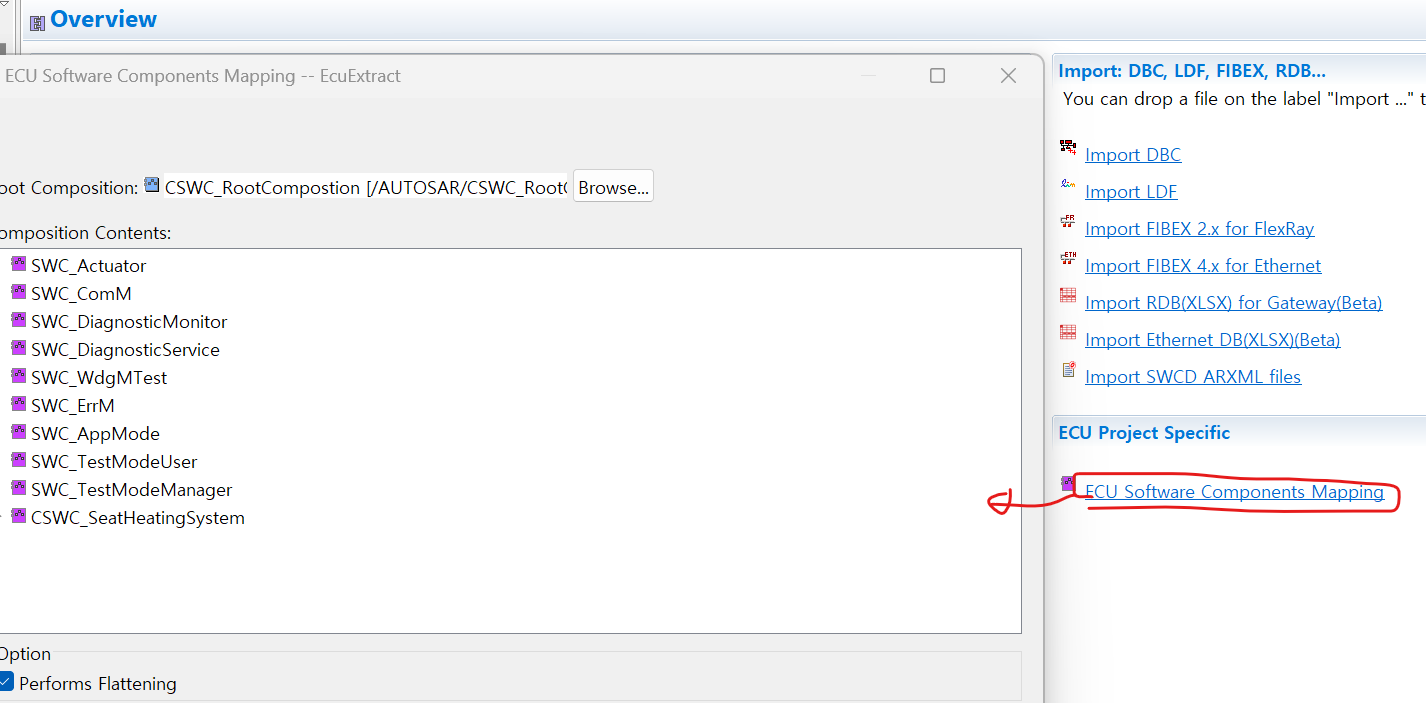 Overview
ECU Software Components Mapping -- EcuExtract
oot Composition: CSWC_RootCompostion [/AUTOSAR/CSWC_RootC Browse...
omposition Contents:
SWC_Actuator
SWC_ComM
SWC_DiagnosticMonitor
SWC_DiagnosticService
SWC_WdgMTest
SWC_ErrM
SWC_AppMode
SWC_TestModeUser
SWC_TestModeManager
CSWC_SeatHeatingSystem
Option
Performs Flattening
Import: DBC, LDF, FIBEX, RDB...
You can drop a file on the label "Import ..." t
Import DBC
Import LDF
Import FIBEX 2.x for FlexRay
Import FIBEX 4.x for Ethernet
Import RDB(XLSX) for Gateway(Beta)
Import Ethernet DB(XLSX)(Beta)
Import SWCD ARXML files
ECU Project Specific
ECU Software Components Mapping